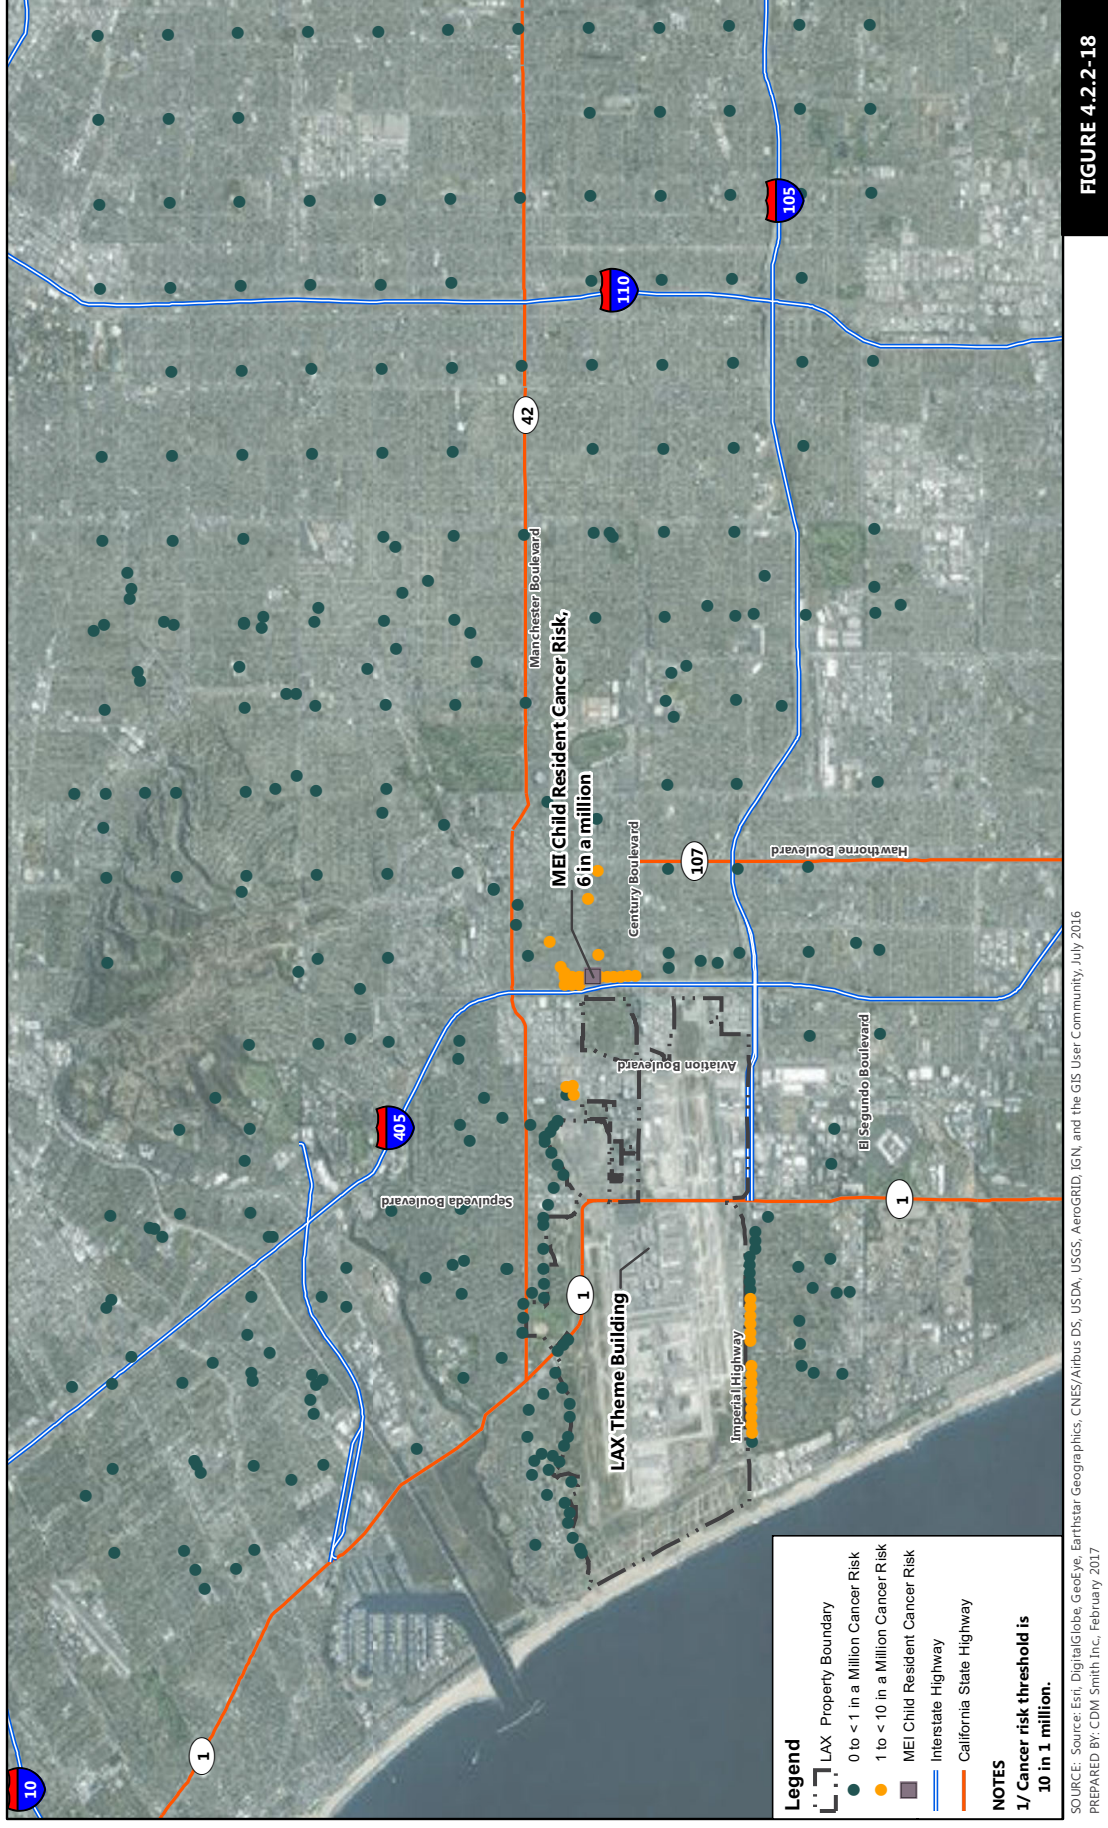 10
1
405
110
105
42
Manchester Boulevard
MEI Child Resident Cancer Risk,
6 in a million
Century Boulevard
107
Hawthorne Boulevard
Aviation Boulevard
El Segundo Boulevard
Sepulveda Boulevard
1
1
LAX Theme Building
Imperial Highway
Legend
LAX Property Boundary
0 to < 1 in a Million Cancer Risk
1 to < 10 in a Million Cancer Risk
MEI Child Resident Cancer Risk
Interstate Highway
California State Highway
NOTES
1/ Cancer risk threshold is
10 in 1 million.
SOURCE: Source: Esri, DigitalGlobe, GeoEye, Earthstar Geographics, CNES/Airbus DS, USDA, USGS, AeroGRID, IGN, and the GIS User Community, July 2016
PREPARED BY: CDM Smith Inc, February 2017
FIGURE 4.2.2-18